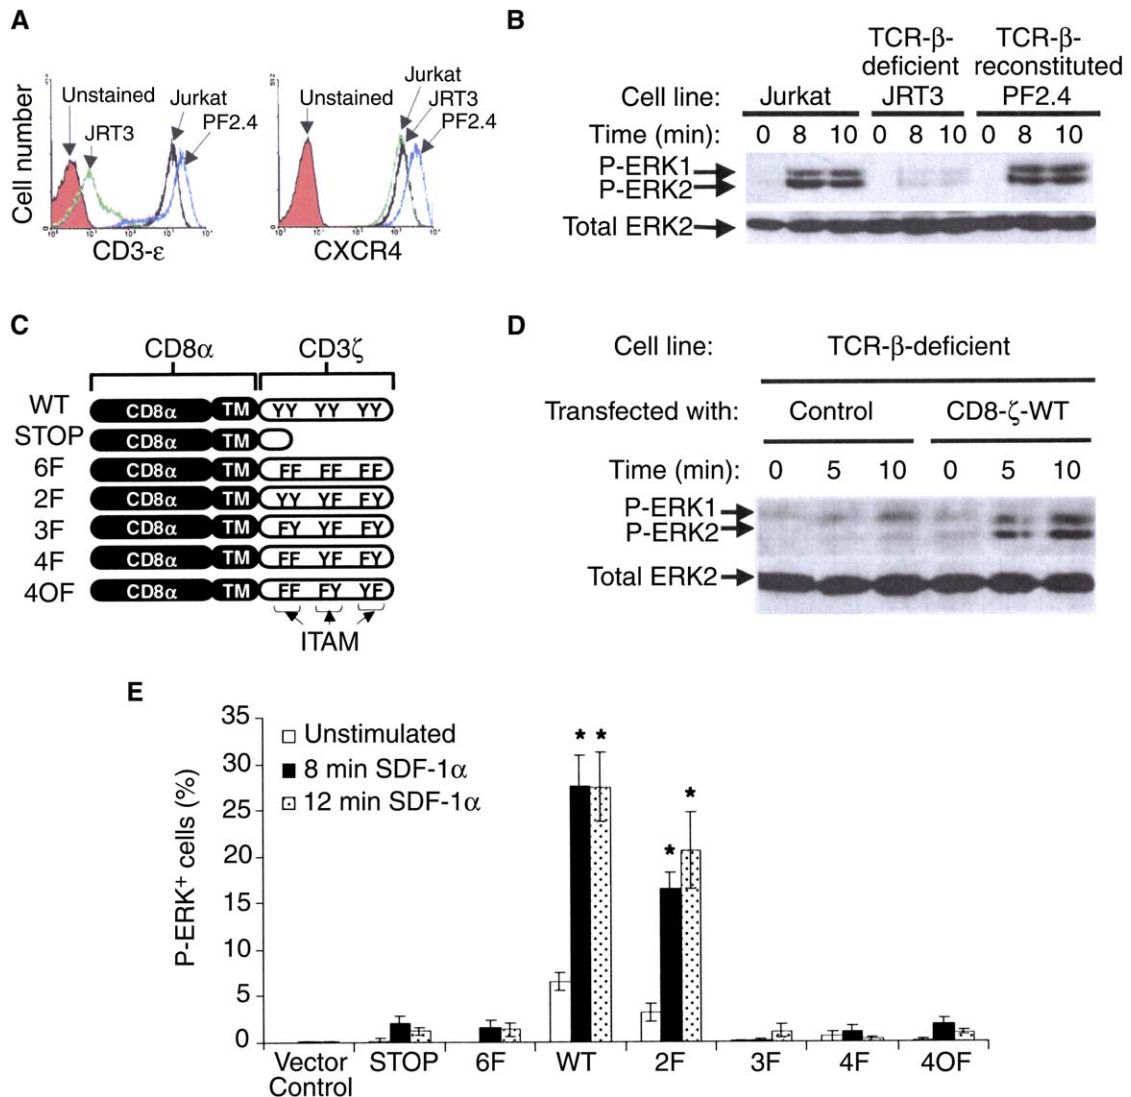 A
Unstained
JRT3
Jurkat
PF2.4
Cell number
CD3-ε
Unstained
Jurkat
JRT3
PF2.4
CXCR4
B
TCR-β-deficient
TCR-β-reconstituted
Cell line: Jurkat JRT3 PF2.4
Time (min): 0 8 10 0 8 10 0 8 10
P-ERK1
P-ERK2
Total ERK2
C
CD8α CD3ζ
WT CD8α TM YY YY YY
STOP CD8α TM
6F CD8α TM FF FF FF
2F CD8α TM YY YF FY
3F CD8α TM FY YF FY
4F CD8α TM FF YF FY
4OF CD8α TM FF FY YF
ITAM
D
Cell line: TCR-β-deficient
Transfected with: Control CD8-ζ-WT
Time (min): 0 5 10 0 5 10
P-ERK1
P-ERK2
Total ERK2
E
P-ERK+ cells (%)
35
30
25
20
15
10
5
0
Unstimulated
8 min SDF-1α
12 min SDF-1α
* *
* *
Vector Control STOP 6F WT 2F 3F 4F 4OF